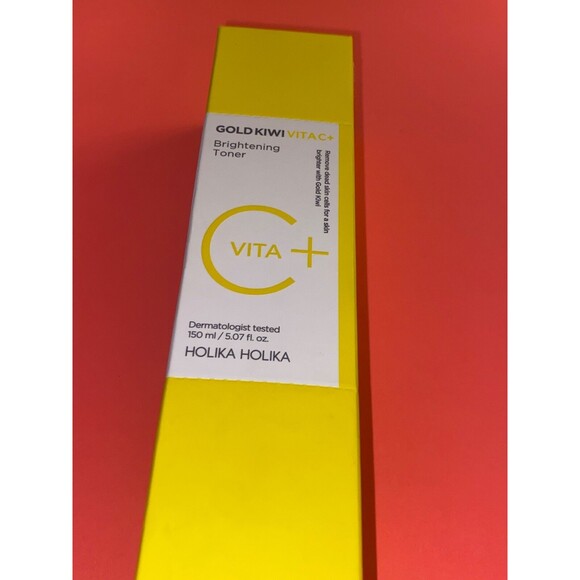 GOLD KIWI VITA C+
Brightening
Toner
Remove dead skin cells for a skin
brighter with Gold Kiwi
C+
VITA
Dermatologist tested
150 ml / 5.07 fl. oz.
HOLIKA HOLIKA